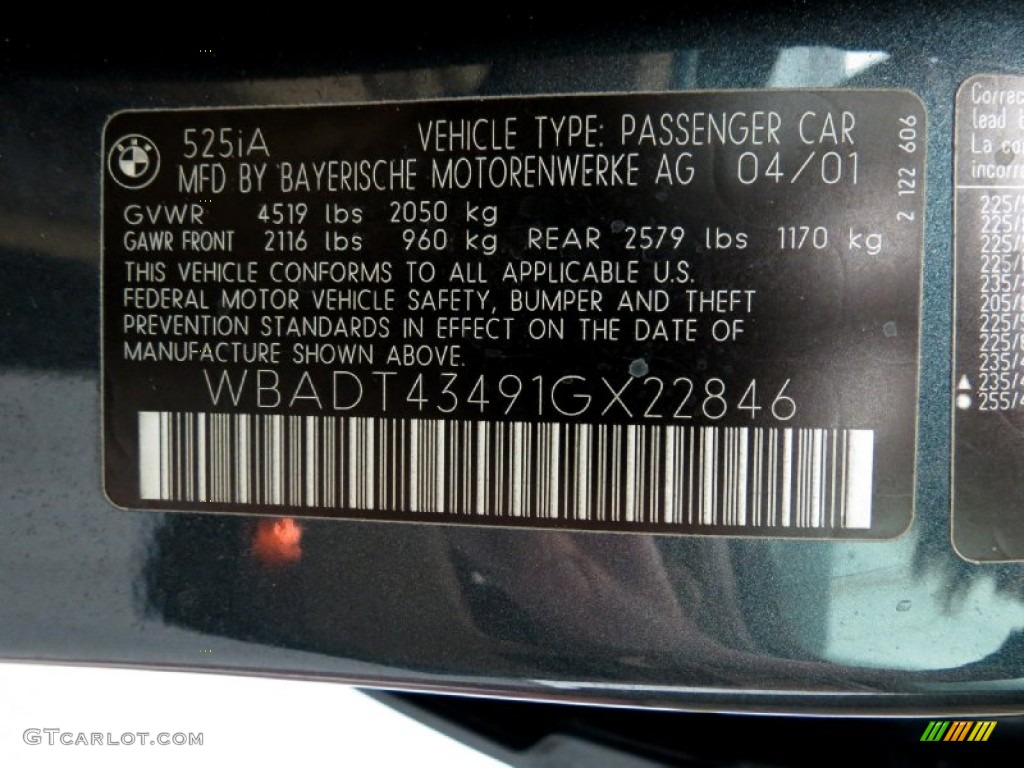 525iA VEHICLE TYPE: PASSENGER CAR
MFD BY BAYERISCHE MOTORENWERKE AG 04/01
GVWR 4519 lbs 2050 kg
GAWR FRONT 2116 lbs 960 kg REAR 2579 lbs 1170 kg
THIS VEHICLE CONFORMS TO ALL APPLICABLE U.S.
FEDERAL MOTOR VEHICLE SAFETY, BUMPER AND THEFT
PREVENTION STANDARDS IN EFFECT ON THE DATE OF
MANUFACTURE SHOWN ABOVE.
WBADT43491GX22846
2 122 606
lead
La
GTCarlot.com